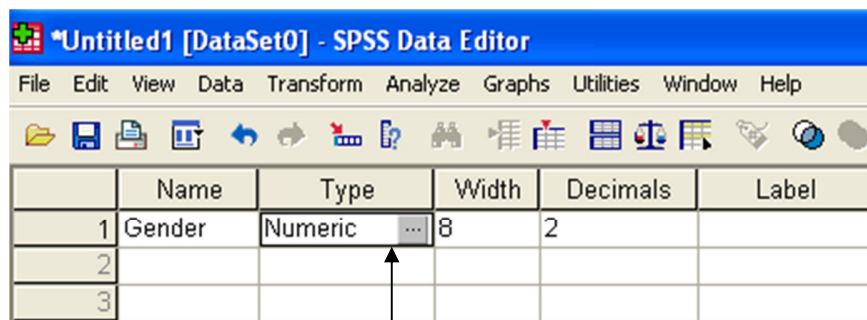 *Untitled1 [DataSet0] - SPSS Data Editor
File Edit View Data Transform Analyze Graphs Utilities Window Help
Name Type Width Decimals Label
1 Gender Numeric ... 8 2
2
3